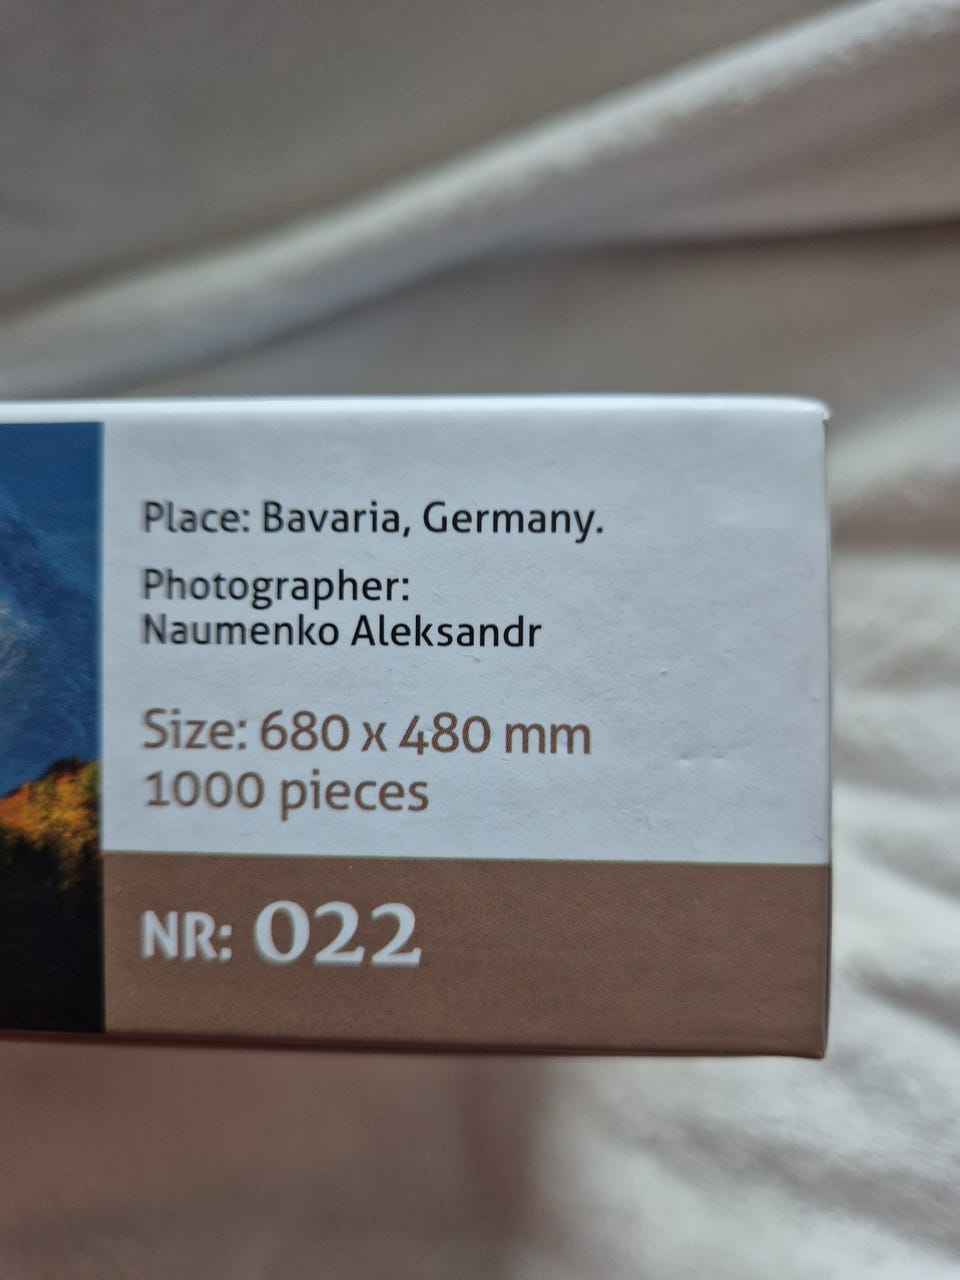 Place: Bavaria, Germany.
Photographer:
Naumenko Aleksandr
Size: 680 x 480 mm
1000 pieces
NR: 022